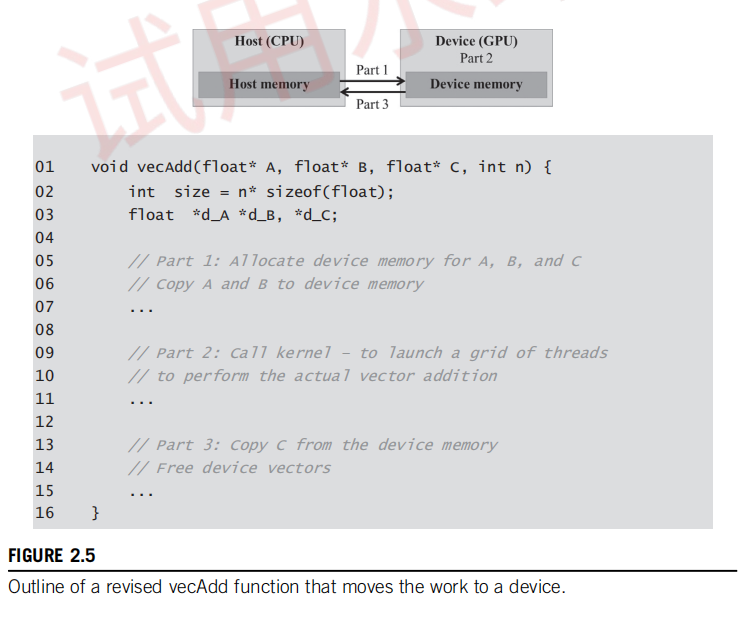 试用水
Host (CPU)
Host memory
Part 1
Part 3
Device (GPU)
Part 2
Device memory
01 void vecAdd(float* A, float* B, float* C, int n) {
02 int size = n* sizeof(float);
03 float *d_A *d_B, *d_C;
04
05 // Part 1: Allocate device memory for A, B, and C
06 // Copy A and B to device memory
07 ...
08
09 // Part 2: Call kernel – to launch a grid of threads
10 // to perform the actual vector addition
11 ...
12
13 // Part 3: Copy C from the device memory
14 // Free device vectors
15 ...
16 }
FIGURE 2.5
Outline of a revised vecAdd function that moves the work to a device.